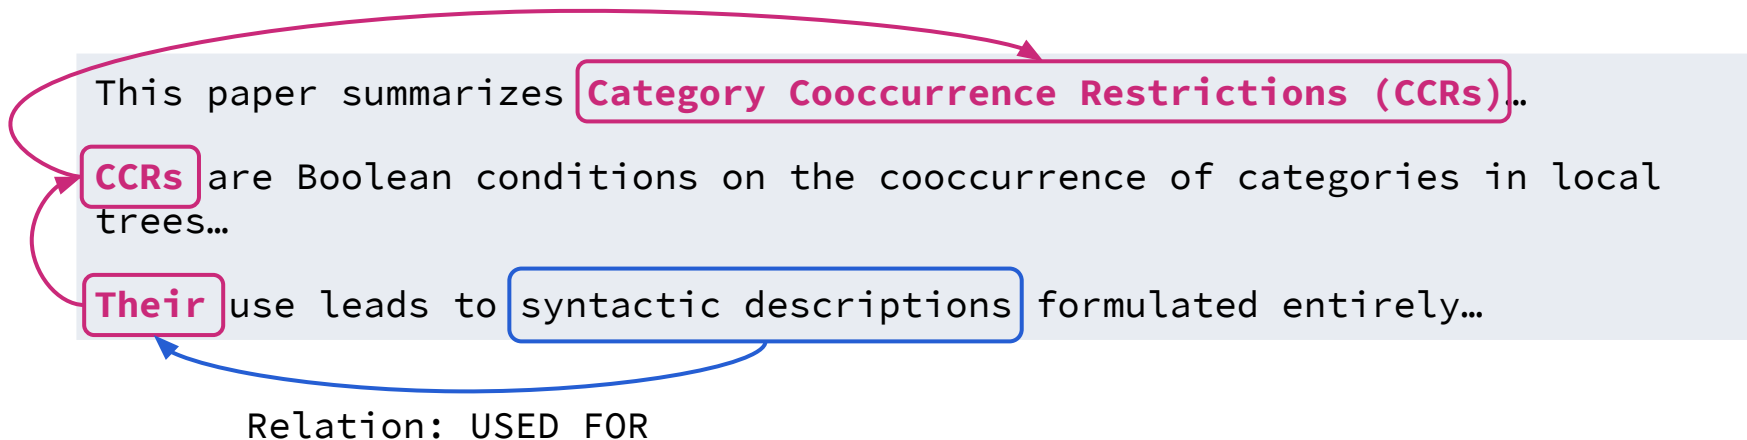 This paper summarizes Category Cooccurrence Restrictions (CCRs)…
CCRs are Boolean conditions on the cooccurrence of categories in local
trees…
Their use leads to syntactic descriptions formulated entirely…
Relation: USED FOR